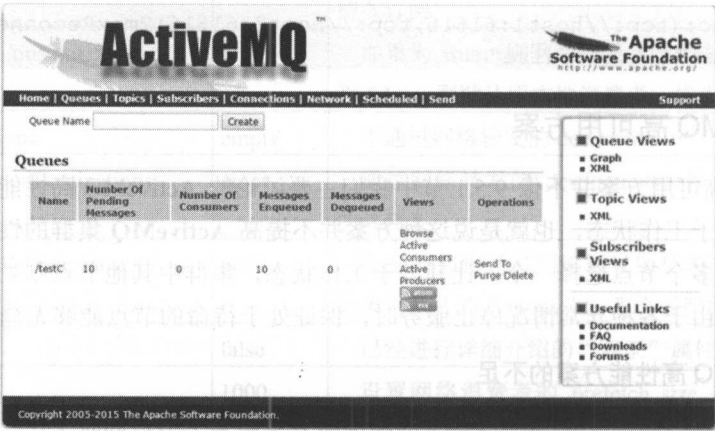 ActiveMQ™
The Apache
Software Foundation
http://www.apache.org/
Home | Queues | Topics | Subscribers | Connections | Network | Scheduled | Send
Support
Queue Name
Create
Queues
Name
Number Of Pending Messages
Number Of Consumers
Messages Enqueued
Messages Dequeued
Views
Operations
/testC
10
0
10
0
Browse
Active
Consumers
Active
Producers
Send To
Purge Delete
Queue Views
Graph
XML
Topic Views
XML
Subscribers
Views
XML
Useful Links
Documentation
FAQ
Downloads
Forums
Copyright 2005-2015 The Apache Software Foundation.